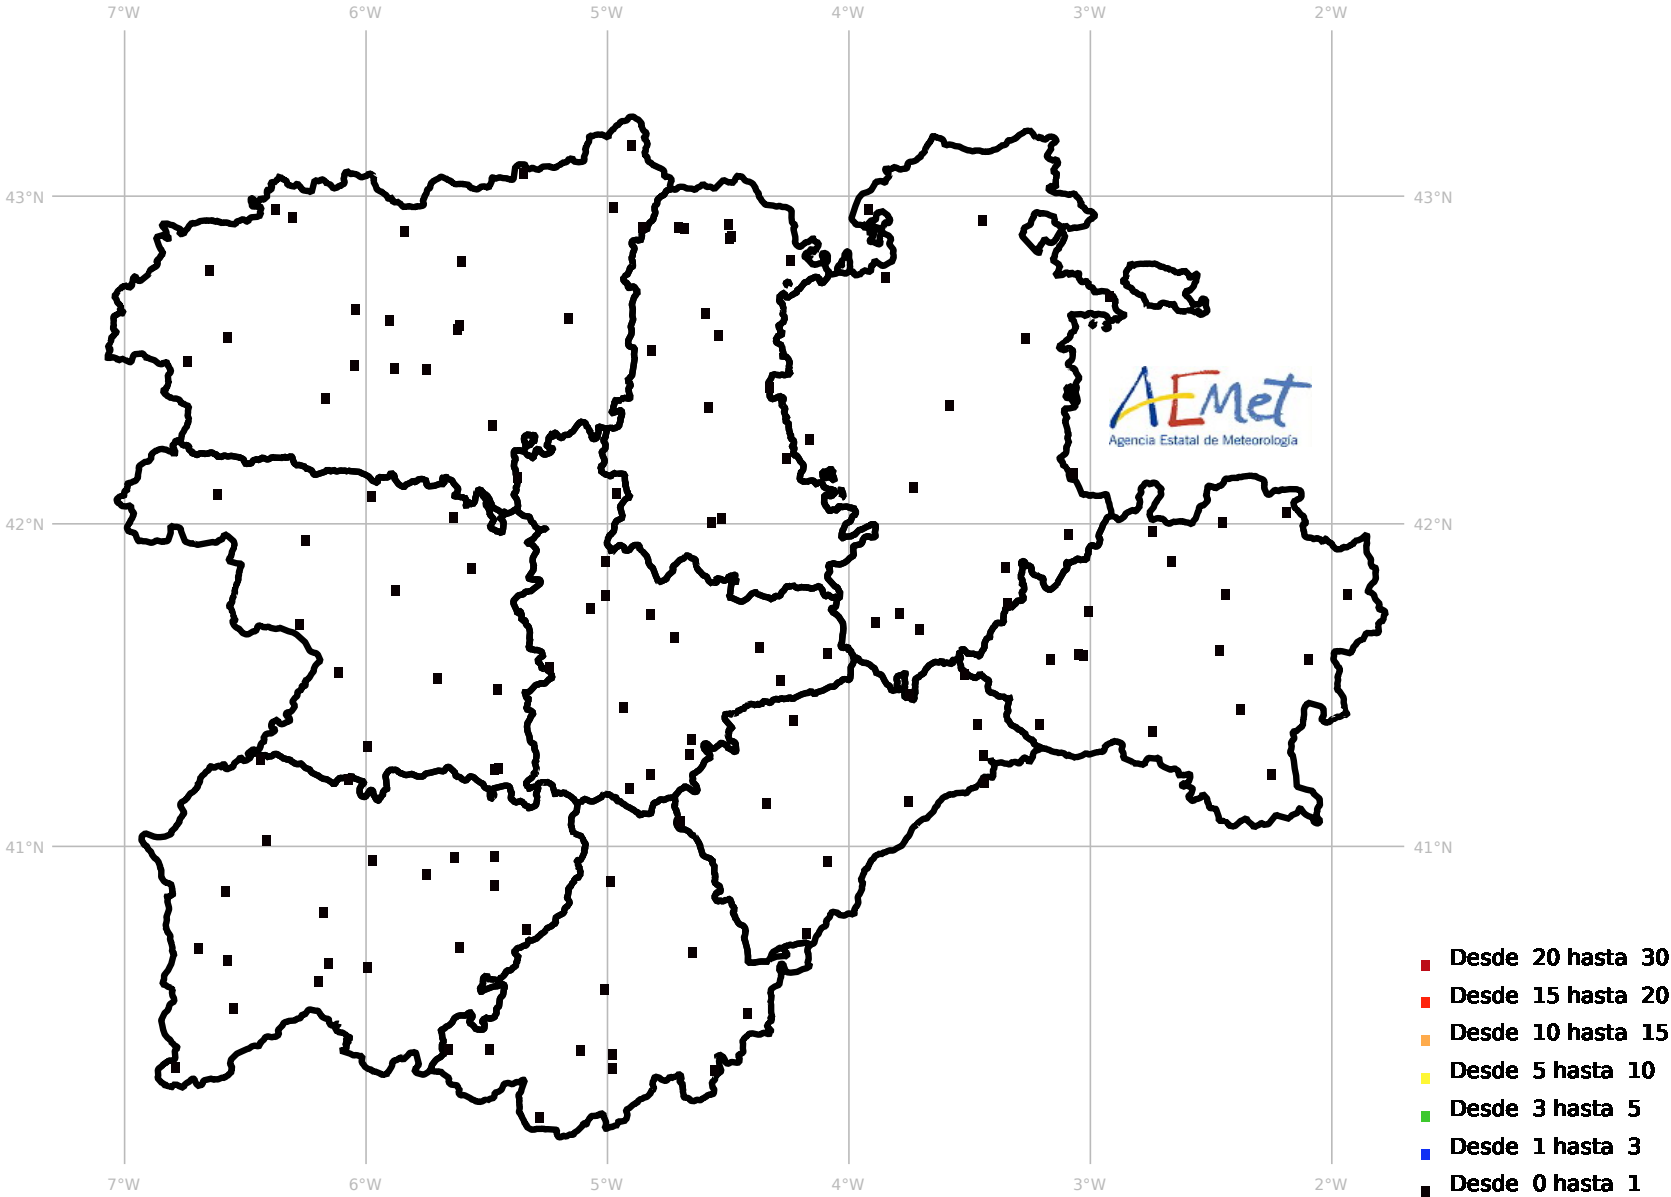 7°W 6°W 5°W 4°W 3°W 2°W
43°N 43°N
AEMet
Agencia Estatal de Meteorología
42°N 42°N
41°N 41°N
Desde 20 hasta 30
Desde 15 hasta 20
Desde 10 hasta 15
Desde 5 hasta 10
Desde 3 hasta 5
Desde 1 hasta 3
Desde 0 hasta 1
7°W 6°W 5°W 4°W 3°W 2°W